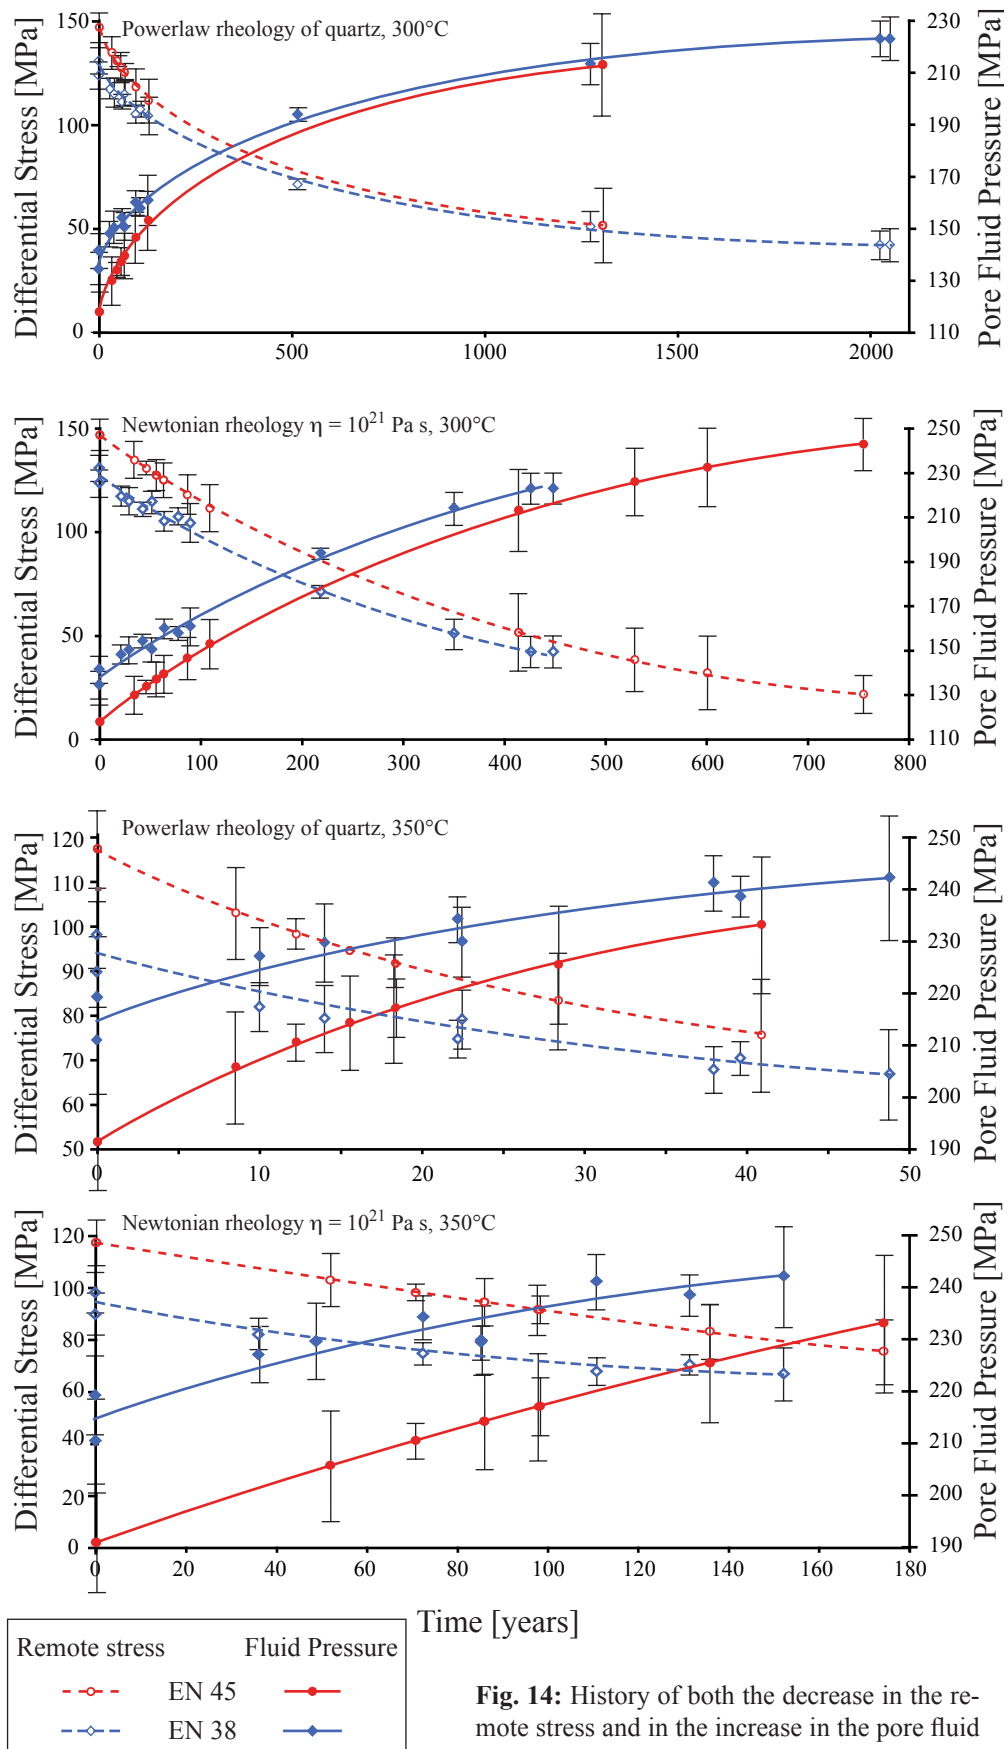 Powerlaw rheology of quartz, 300°C
Differential Stress [MPa]
150
100
50
0
Pore Fluid Pressure [MPa]
230
210
190
170
150
130
110
0 500 1000 1500 2000
Newtonian rheology η = 10²¹ Pa s, 300°C
Differential Stress [MPa]
150
100
50
0
Pore Fluid Pressure [MPa]
250
230
210
190
170
150
130
110
0 100 200 300 400 500 600 700 800
Powerlaw rheology of quartz, 350°C
Differential Stress [MPa]
120
110
100
90
80
70
60
50
Pore Fluid Pressure [MPa]
250
240
230
220
210
200
190
0 10 20 30 40 50
Newtonian rheology η = 10²¹ Pa s, 350°C
Differential Stress [MPa]
120
100
80
60
40
20
0
Pore Fluid Pressure [MPa]
250
240
230
220
210
200
190
0 20 40 60 80 100 120 140 160 180
Time [years]
Remote stress Fluid Pressure
EN 45
EN 38
Fig. 14: History of both the decrease in the re-
mote stress and in the increase in the pore fluid